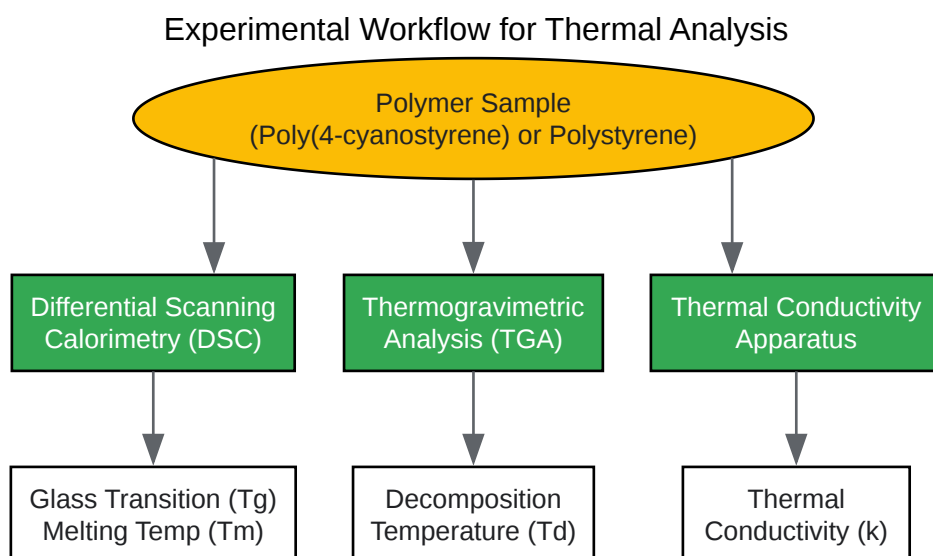 Experimental Workflow for Thermal Analysis
Polymer Sample
(Poly(4-cyanostyrene) or Polystyrene)
Differential Scanning
Calorimetry (DSC)
Thermogravimetric
Analysis (TGA)
Thermal Conductivity
Apparatus
Glass Transition (Tg)
Melting Temp (Tm)
Decomposition
Temperature (Td)
Thermal
Conductivity (k)